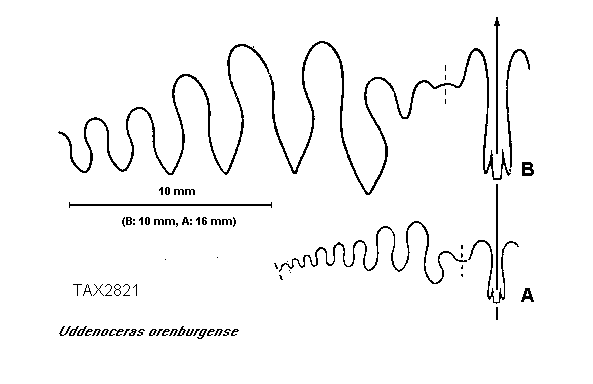 B
10 mm
(B: 10 mm, A: 16 mm)
TAX2821
A
Uddenoceras orenburgense